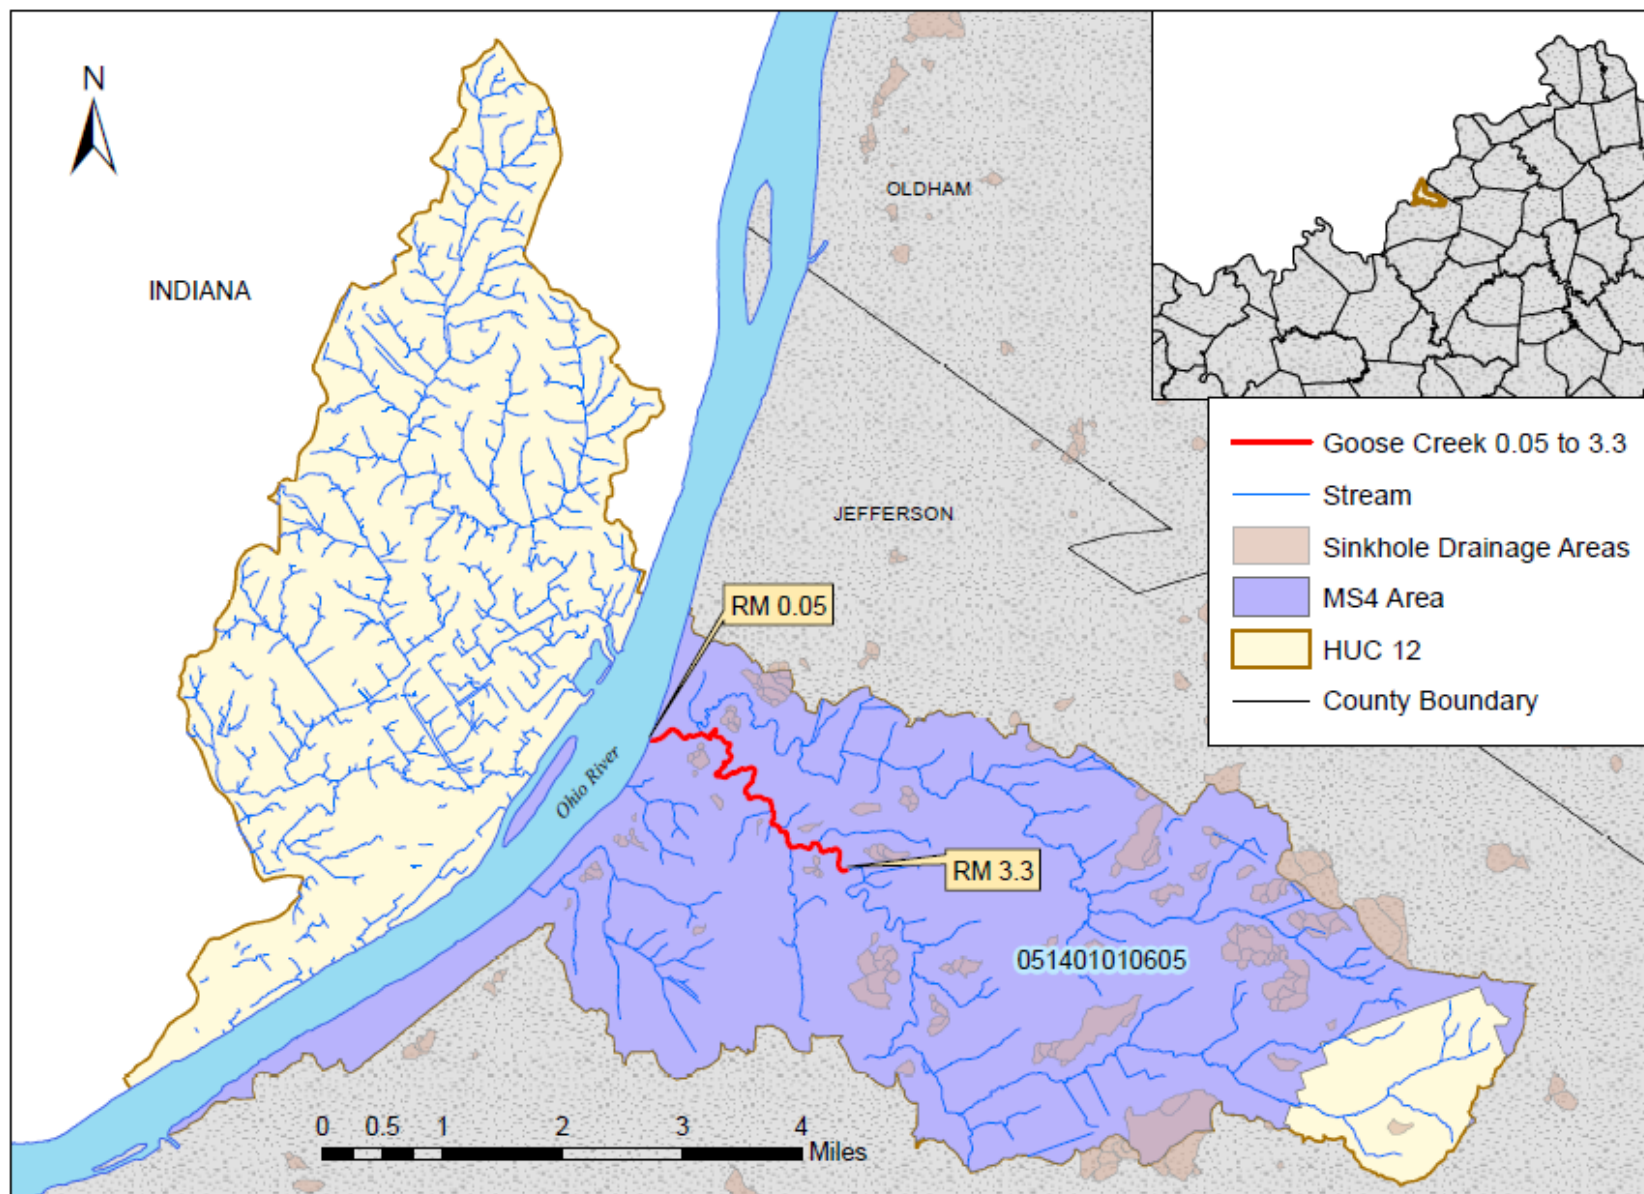 N
INDIANA
OLDHAM
JEFFERSON
RM 0.05
Ohio River
RM 3.3
051401010605
0 0.5 1 2 3 4
Miles
Goose Creek 0.05 to 3.3
Stream
Sinkhole Drainage Areas
MS4 Area
HUC 12
County Boundary